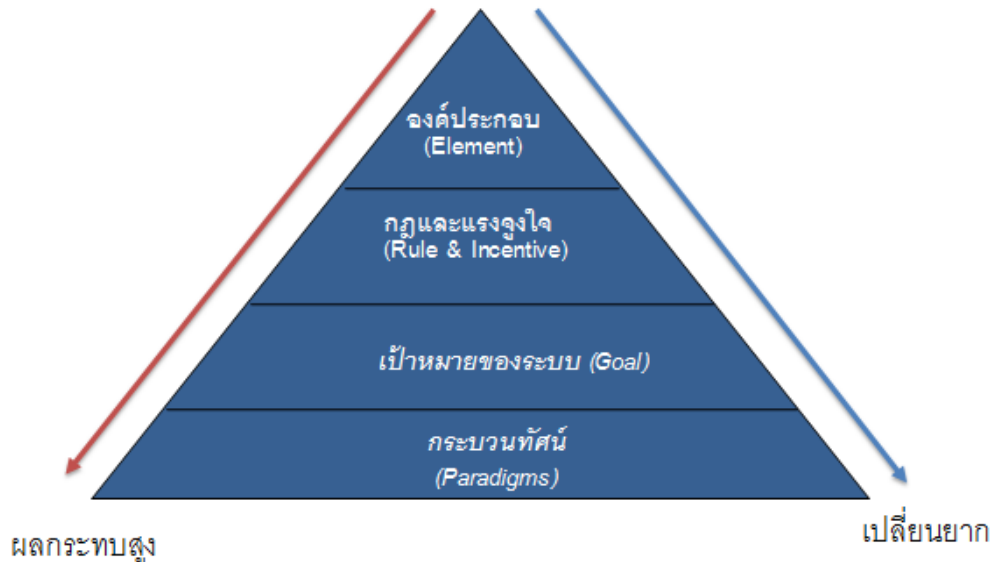 องค์ประกอบ
(Element)
กฎและแรงจูงใจ
(Rule & Incentive)
เป้าหมายของระบบ (Goal)
กระบวนทัศน์
(Paradigms)
เปลี่ยนยาก
ผลกระทบสูง